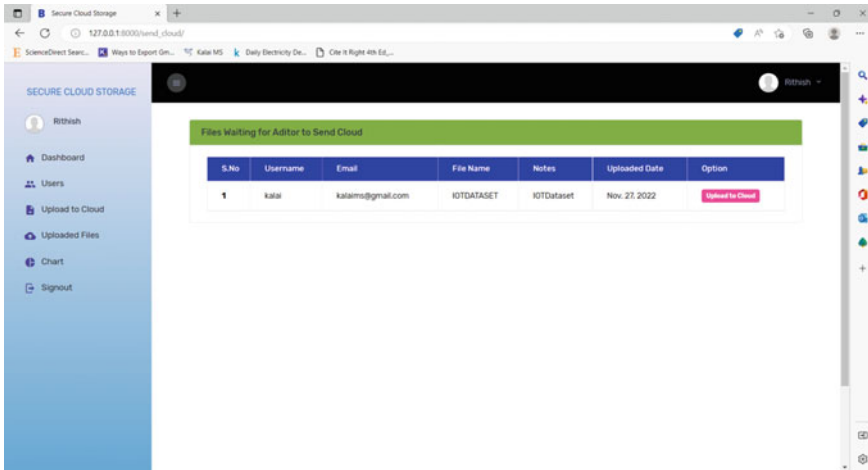 Secure Cloud Storage
127.0.0.1:8000/send_cloud/
ScienceDirect Searc... Ways to Export Gm... Kalai MS Daily Electricity De... Cite It Right 4th Ed,...
SECURE CLOUD STORAGE
Rithish
Rithish
Dashboard
Users
Upload to Cloud
Uploaded Files
Chart
Signout
Files Waiting for Aditor to Send Cloud
S.No Username Email File Name Notes Uploaded Date Option
1 kalai kalaims@gmail.com IOTDATASET IOTDataset Nov. 27, 2022 Upload to Cloud